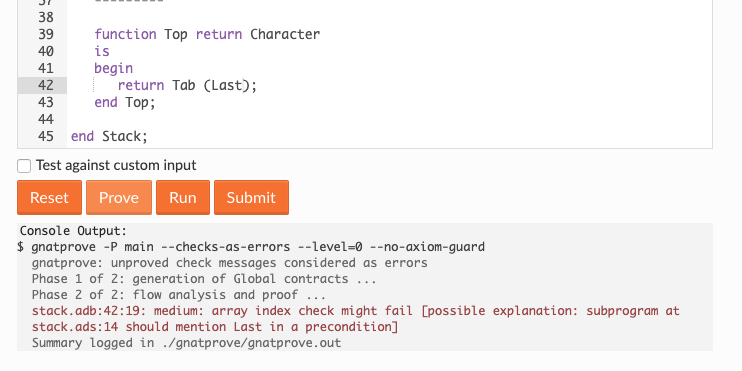 37 ---------
38
39 function Top return Character
40 is
41 begin
42 return Tab (Last);
43 end Top;
44
45 end Stack;
Test against custom input
Reset Prove Run Submit
Console Output:
$ gnatprove -P main --checks-as-errors --level=0 --no-axiom-guard
gnatprove: unproved check messages considered as errors
Phase 1 of 2: generation of Global contracts ...
Phase 2 of 2: flow analysis and proof ...
stack.adb:42:19: medium: array index check might fail [possible explanation: subprogram at
stack.ads:14 should mention Last in a precondition]
Summary logged in ./gnatprove/gnatprove.out